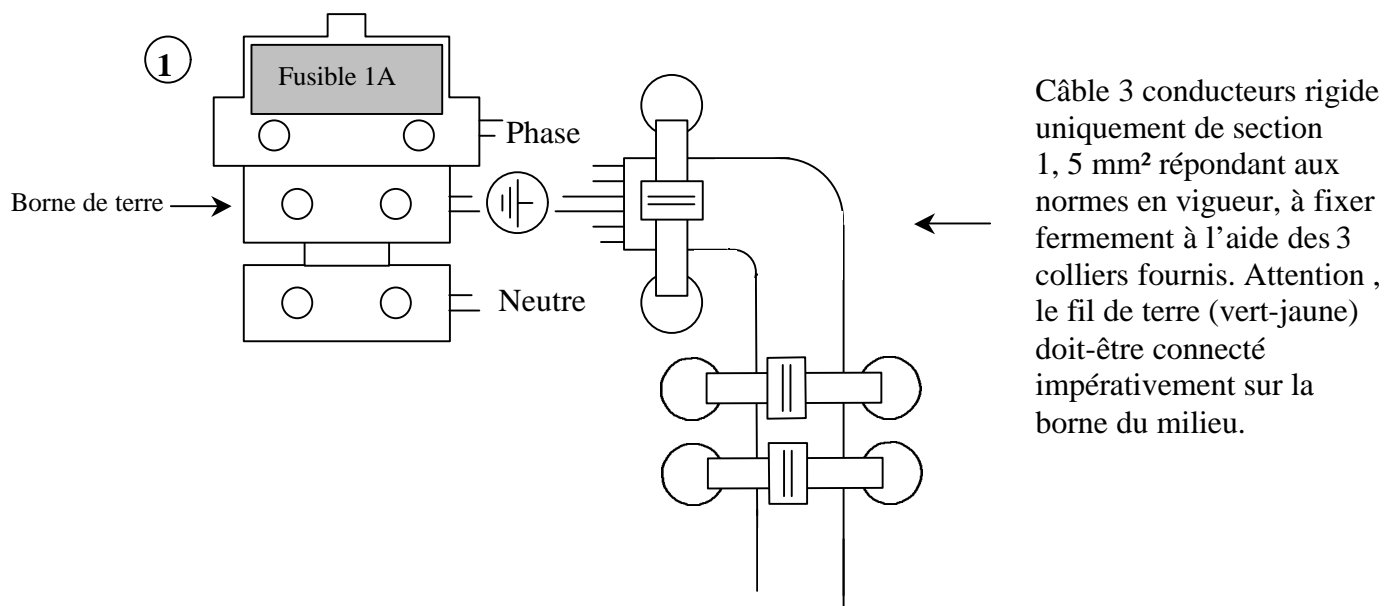 1
Fusible 1A
Phase
Borne de terre
Neutre
Câble 3 conducteurs rigide
uniquement de section
1, 5 mm² répondant aux
normes en vigueur, à fixer
fermement à l’aide des 3
colliers fournis. Attention ,
le fil de terre (vert-jaune)
doit-être connecté
impérativement sur la
borne du milieu.